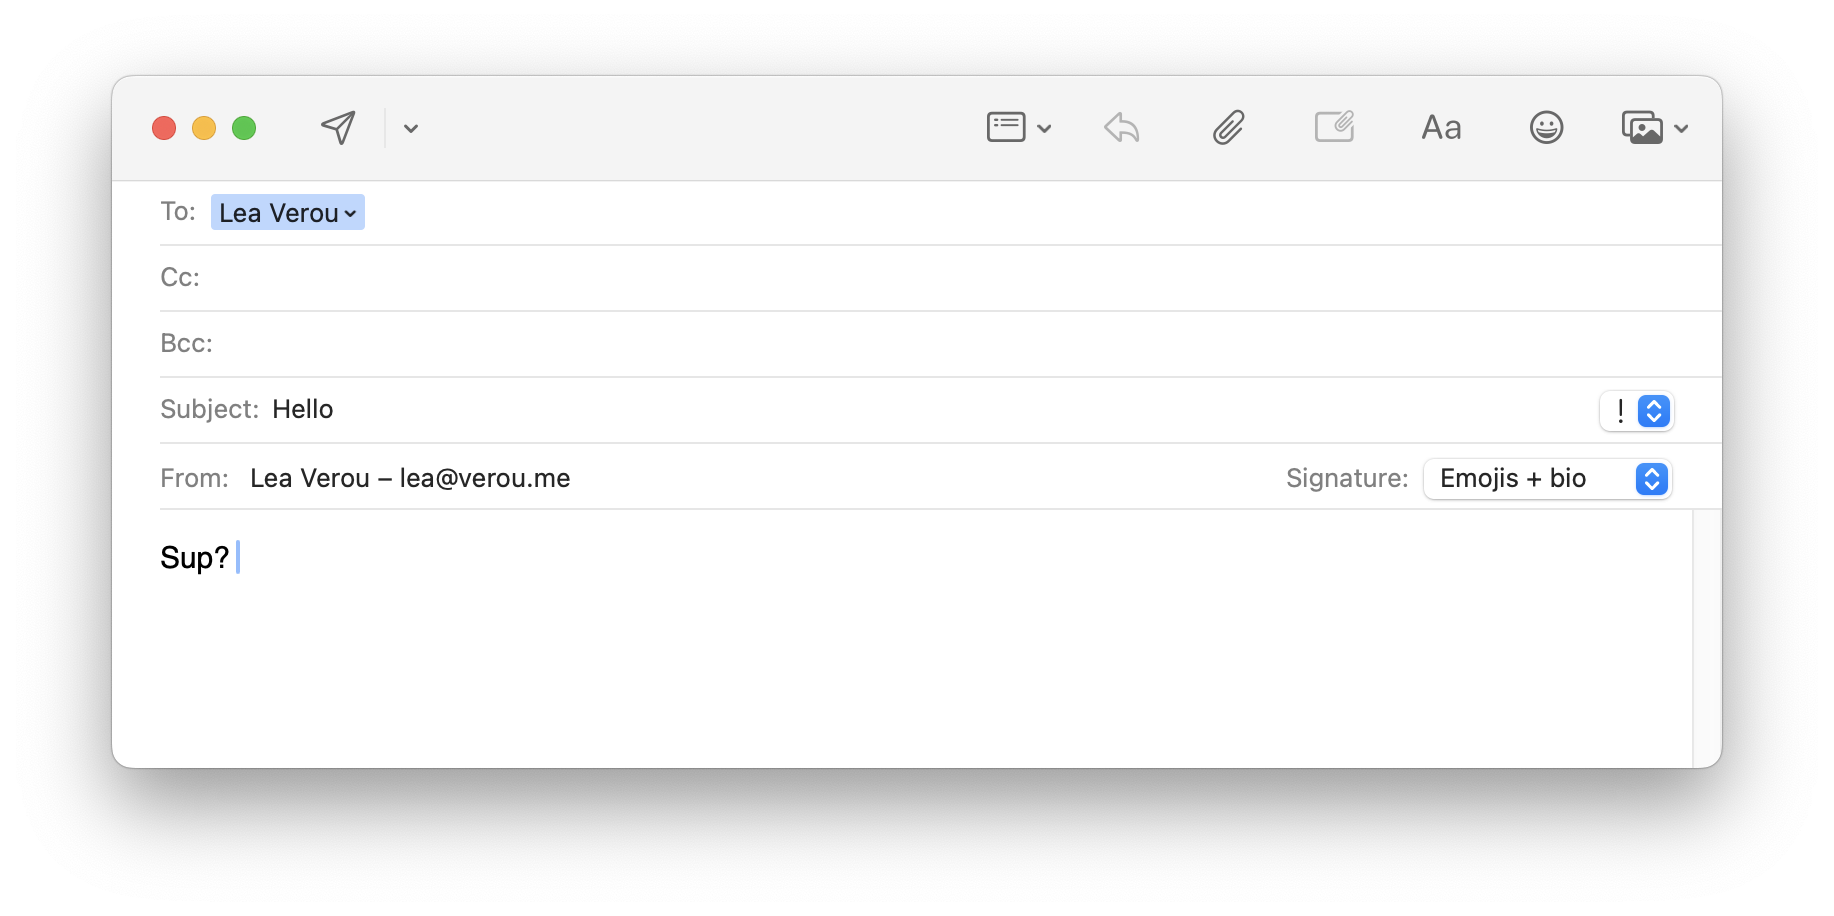 Aa
To: Lea Verou
Cc:
Bcc:
Subject: Hello !
From: Lea Verou – lea@verou.me Signature: Emojis + bio
Sup?